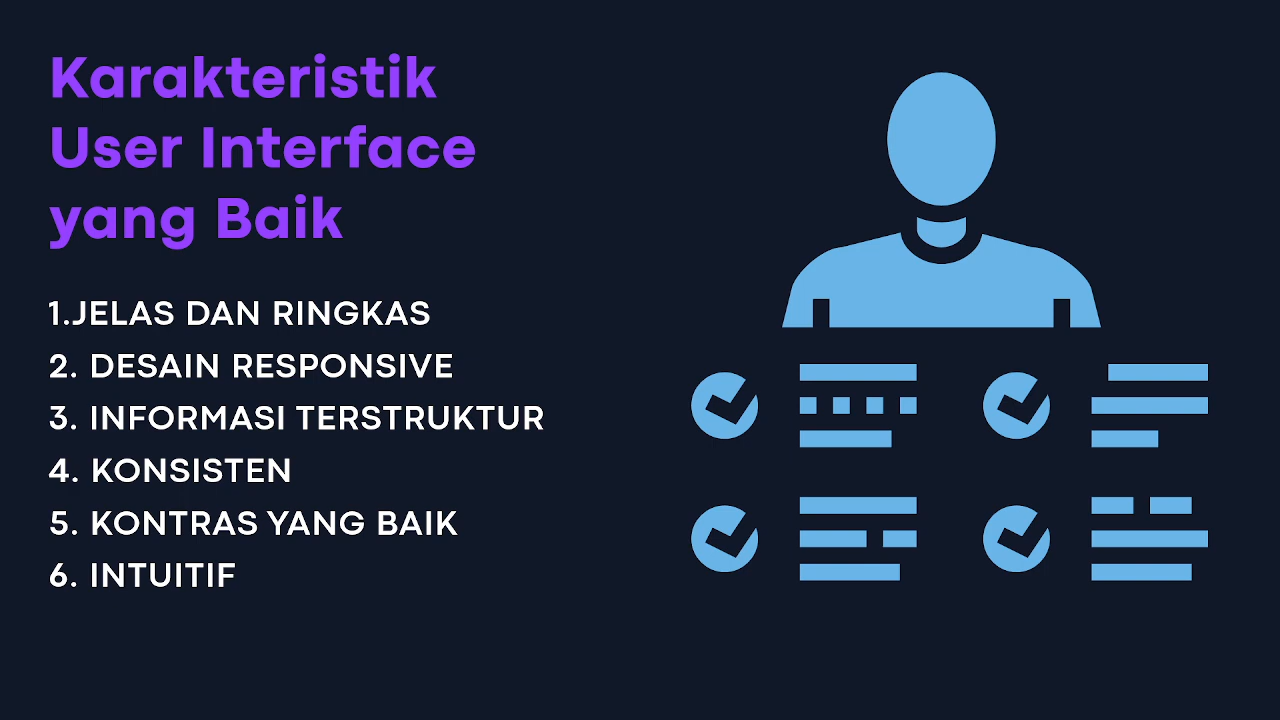 Karakteristik
User Interface
yang Baik
1.JELAS DAN RINGKAS
2. DESAIN RESPONSIVE
3. INFORMASI TERSTRUKTUR
4. KONSISTEN
5. KONTRAS YANG BAIK
6. INTUITIF